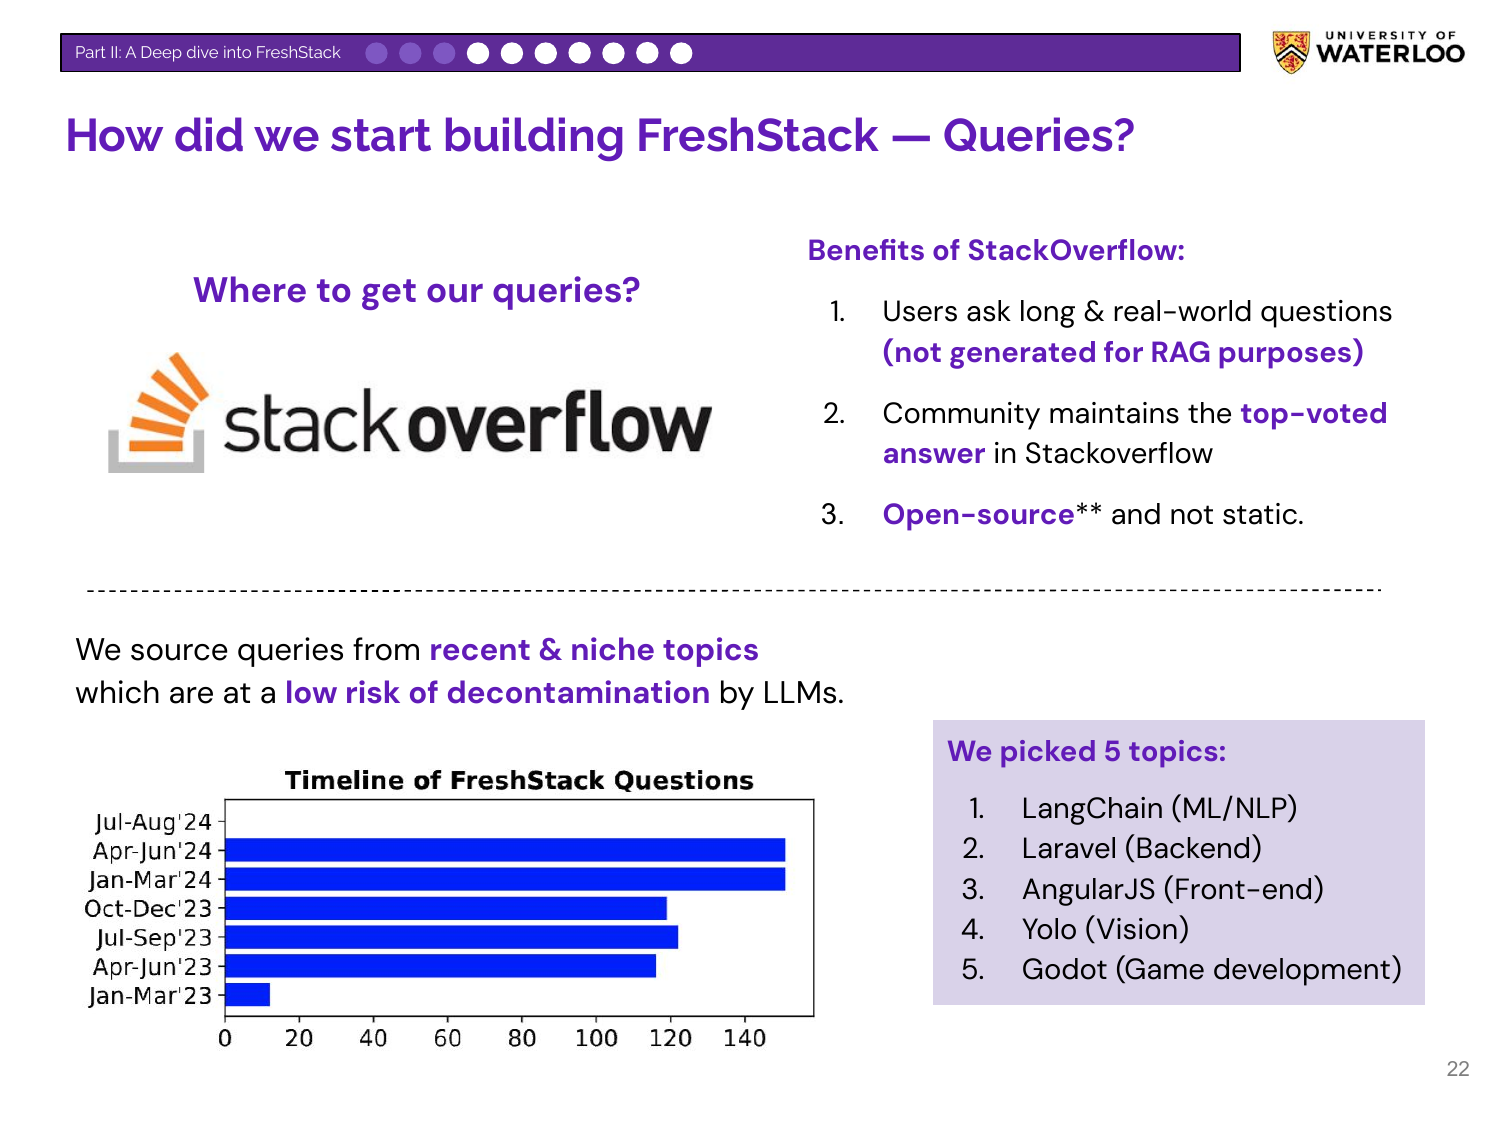 Part II: A Deep dive into FreshStack
UNIVERSITY OF
WATERLOO
How did we start building FreshStack — Queries?
Where to get our queries?
stackoverflow
Benefits of StackOverflow:
1. Users ask long & real-world questions
(not generated for RAG purposes)
2. Community maintains the top-voted
answer in Stackoverflow
3. Open-source** and not static.
We source queries from recent & niche topics
which are at a low risk of decontamination by LLMs.
Timeline of FreshStack Questions
Jul-Aug'24
Apr-Jun'24
Jan-Mar'24
Oct-Dec'23
Jul-Sep'23
Apr-Jun'23
Jan-Mar'23
0 20 40 60 80 100 120 140
We picked 5 topics:
1. LangChain (ML/NLP)
2. Laravel (Backend)
3. AngularJS (Front-end)
4. Yolo (Vision)
5. Godot (Game development)
22